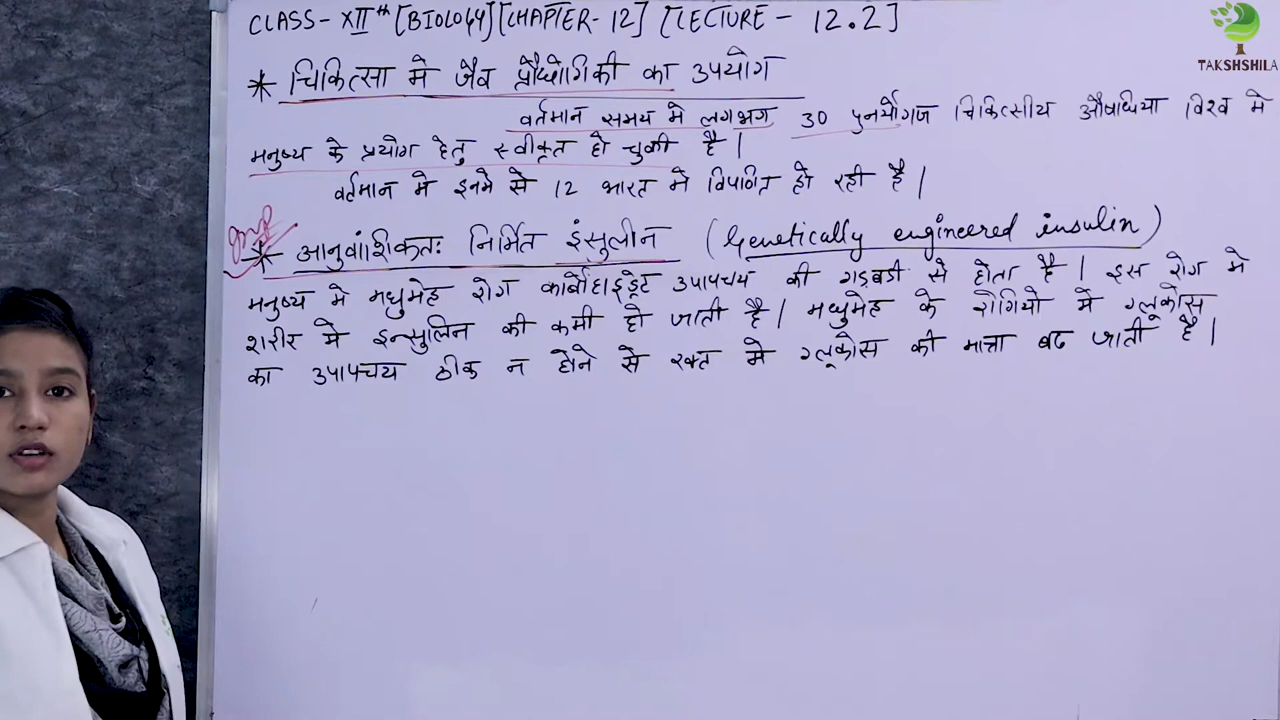 CLASS- XIIth [BIOLOGY] [CHAPTER- 12] [LECTURE - 12.2]
TAKSHSHILA
* चिकित्सा मे जैव प्रौद्योगिकी का उपयोग
वर्तमान समय मे लगभग 30 पुनर्योगज चिकित्सीय औषधिया विश्व मे
मनुष्य के प्रयोग हेतु स्वीकृत हो चुकी है |
वर्तमान मे इनमे से 12 भारत मे विपणित हो रही है |
Imp
* आनुवांशिकतः निर्मित इंसुलीन (Genetically engineered insulin)
मनुष्य मे मधुमेह रोग कार्बोहाइड्रेट उपापचय की गड़बडी से होता है | इस रोग मे
शरीर मे इन्सुलिन की कमी हो जाती है | मधुमेह के रोगियो मे ग्लूकोस
का उपापचय ठीक न होने से रक्त मे ग्लूकोस की मात्रा बढ जाती है |